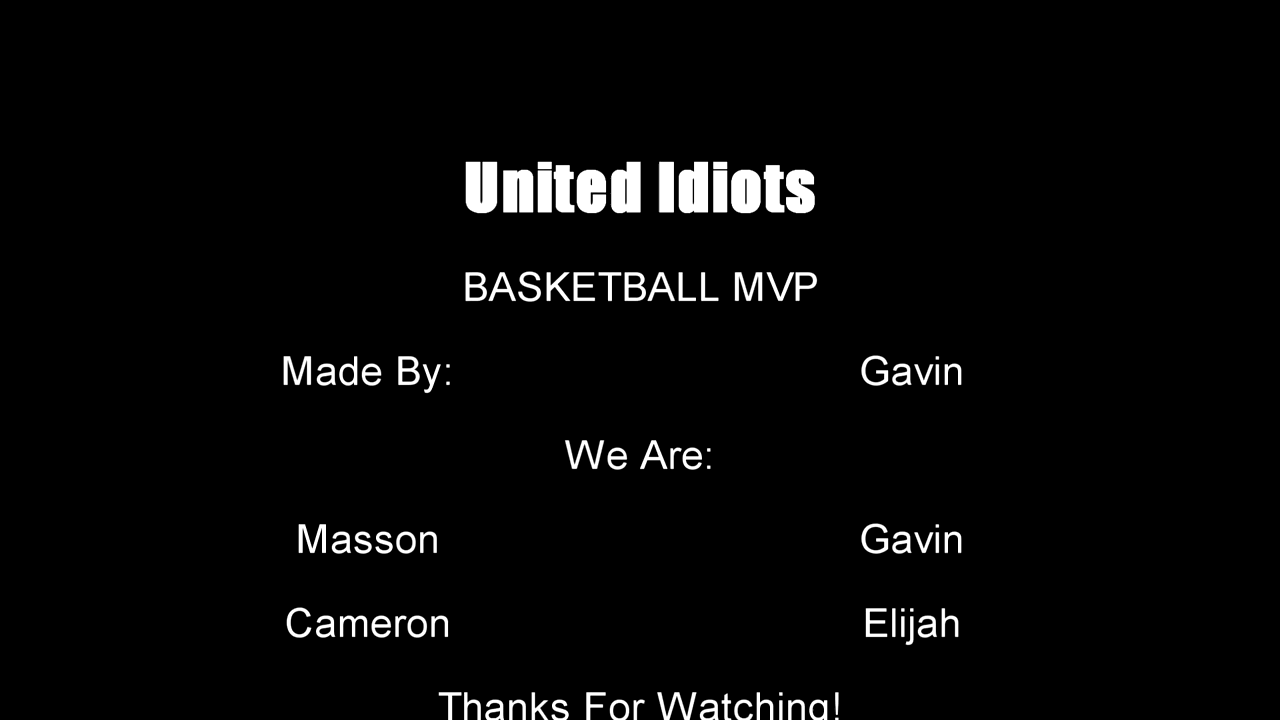 United Idiots
BASKETBALL MVP
Made By: Gavin
We Are:
Masson Gavin
Cameron Elijah
Thanks For Watching!